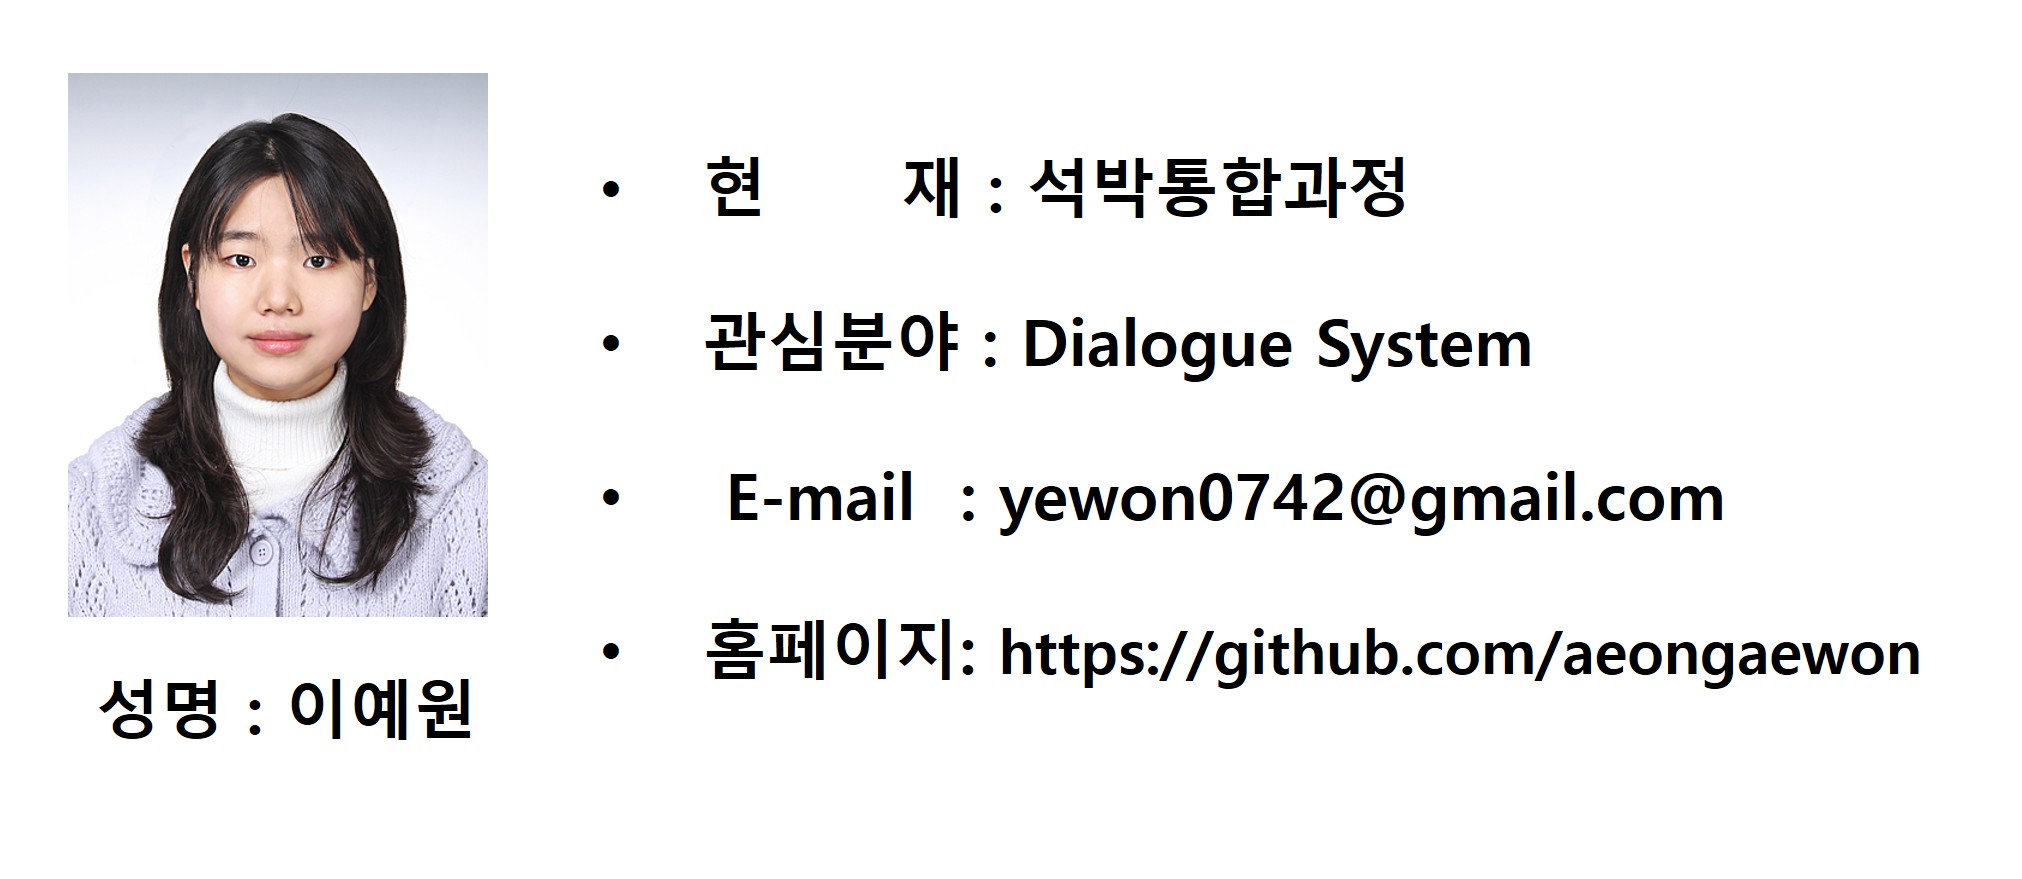 • 현 재 : 석박통합과정
• 관심분야 : Dialogue System
• E-mail : yewon0742@gmail.com
• 홈페이지: https://github.com/aeongaewon
성명 : 이예원